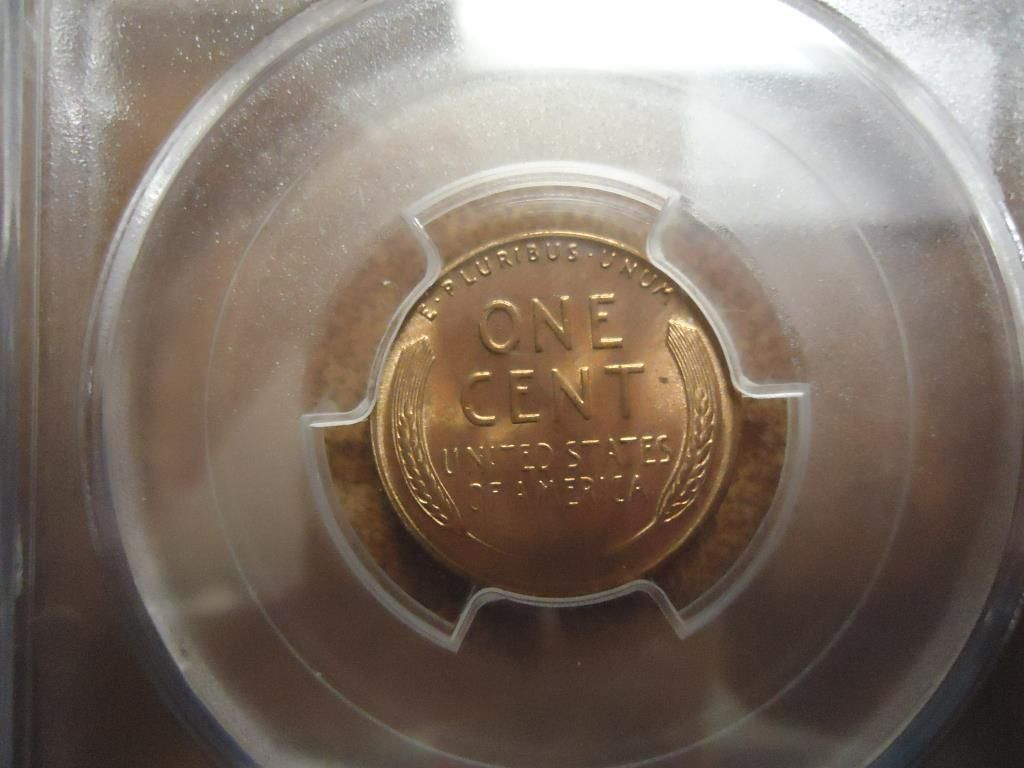 E·PLURIBUS·UNUM
ONE
CENT
UNITED STATES
OF AMERICA